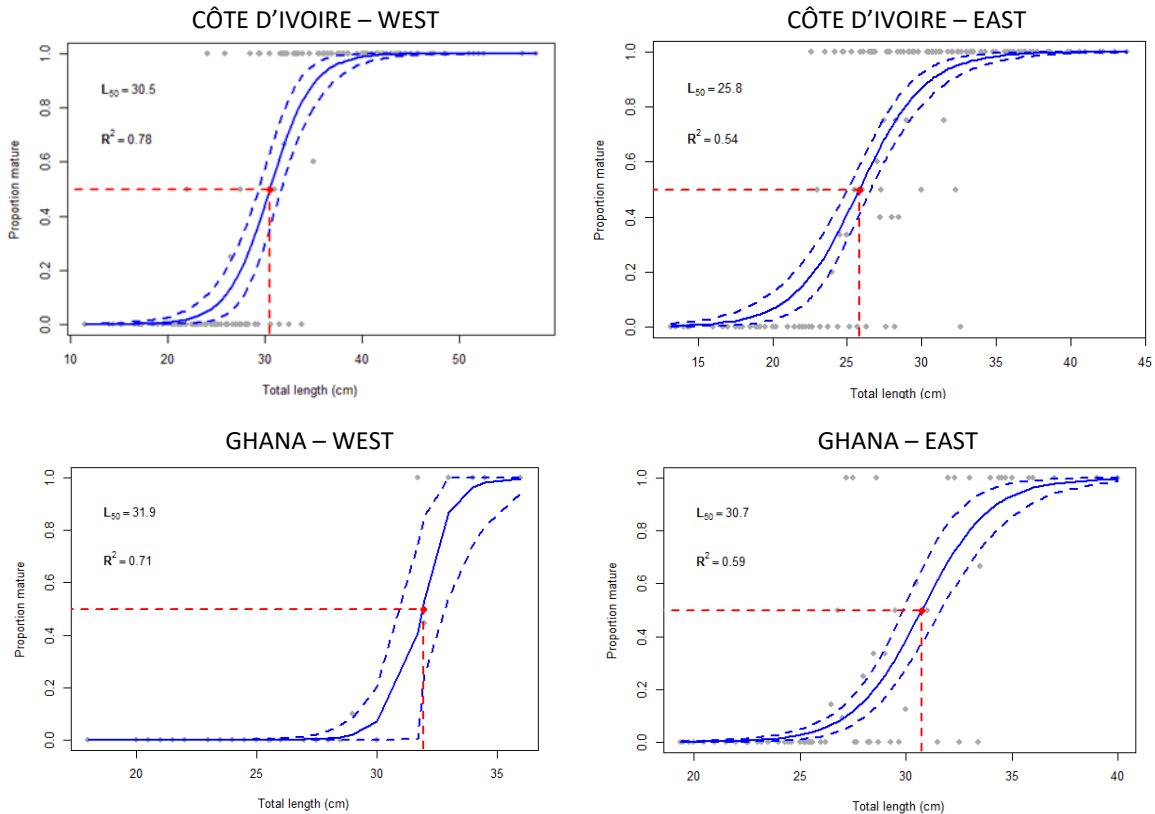 CÔTE D'IVOIRE – WEST
Proportion mature
0.0 0.2 0.4 0.6 0.8 1.0
L50 = 30.5
R2 = 0.78
10 20 30 40 50
Total length (cm)
CÔTE D'IVOIRE – EAST
Proportion mature
0.0 0.2 0.4 0.6 0.8 1.0
L50 = 25.8
R2 = 0.54
15 20 25 30 35 40 45
Total length (cm)
GHANA – WEST
Proportion mature
0.0 0.2 0.4 0.6 0.8 1.0
L50 = 31.9
R2 = 0.71
20 25 30 35
Total length (cm)
GHANA – EAST
Proportion mature
0.0 0.2 0.4 0.6 0.8 1.0
L50 = 30.7
R2 = 0.59
20 25 30 35 40
Total length (cm)